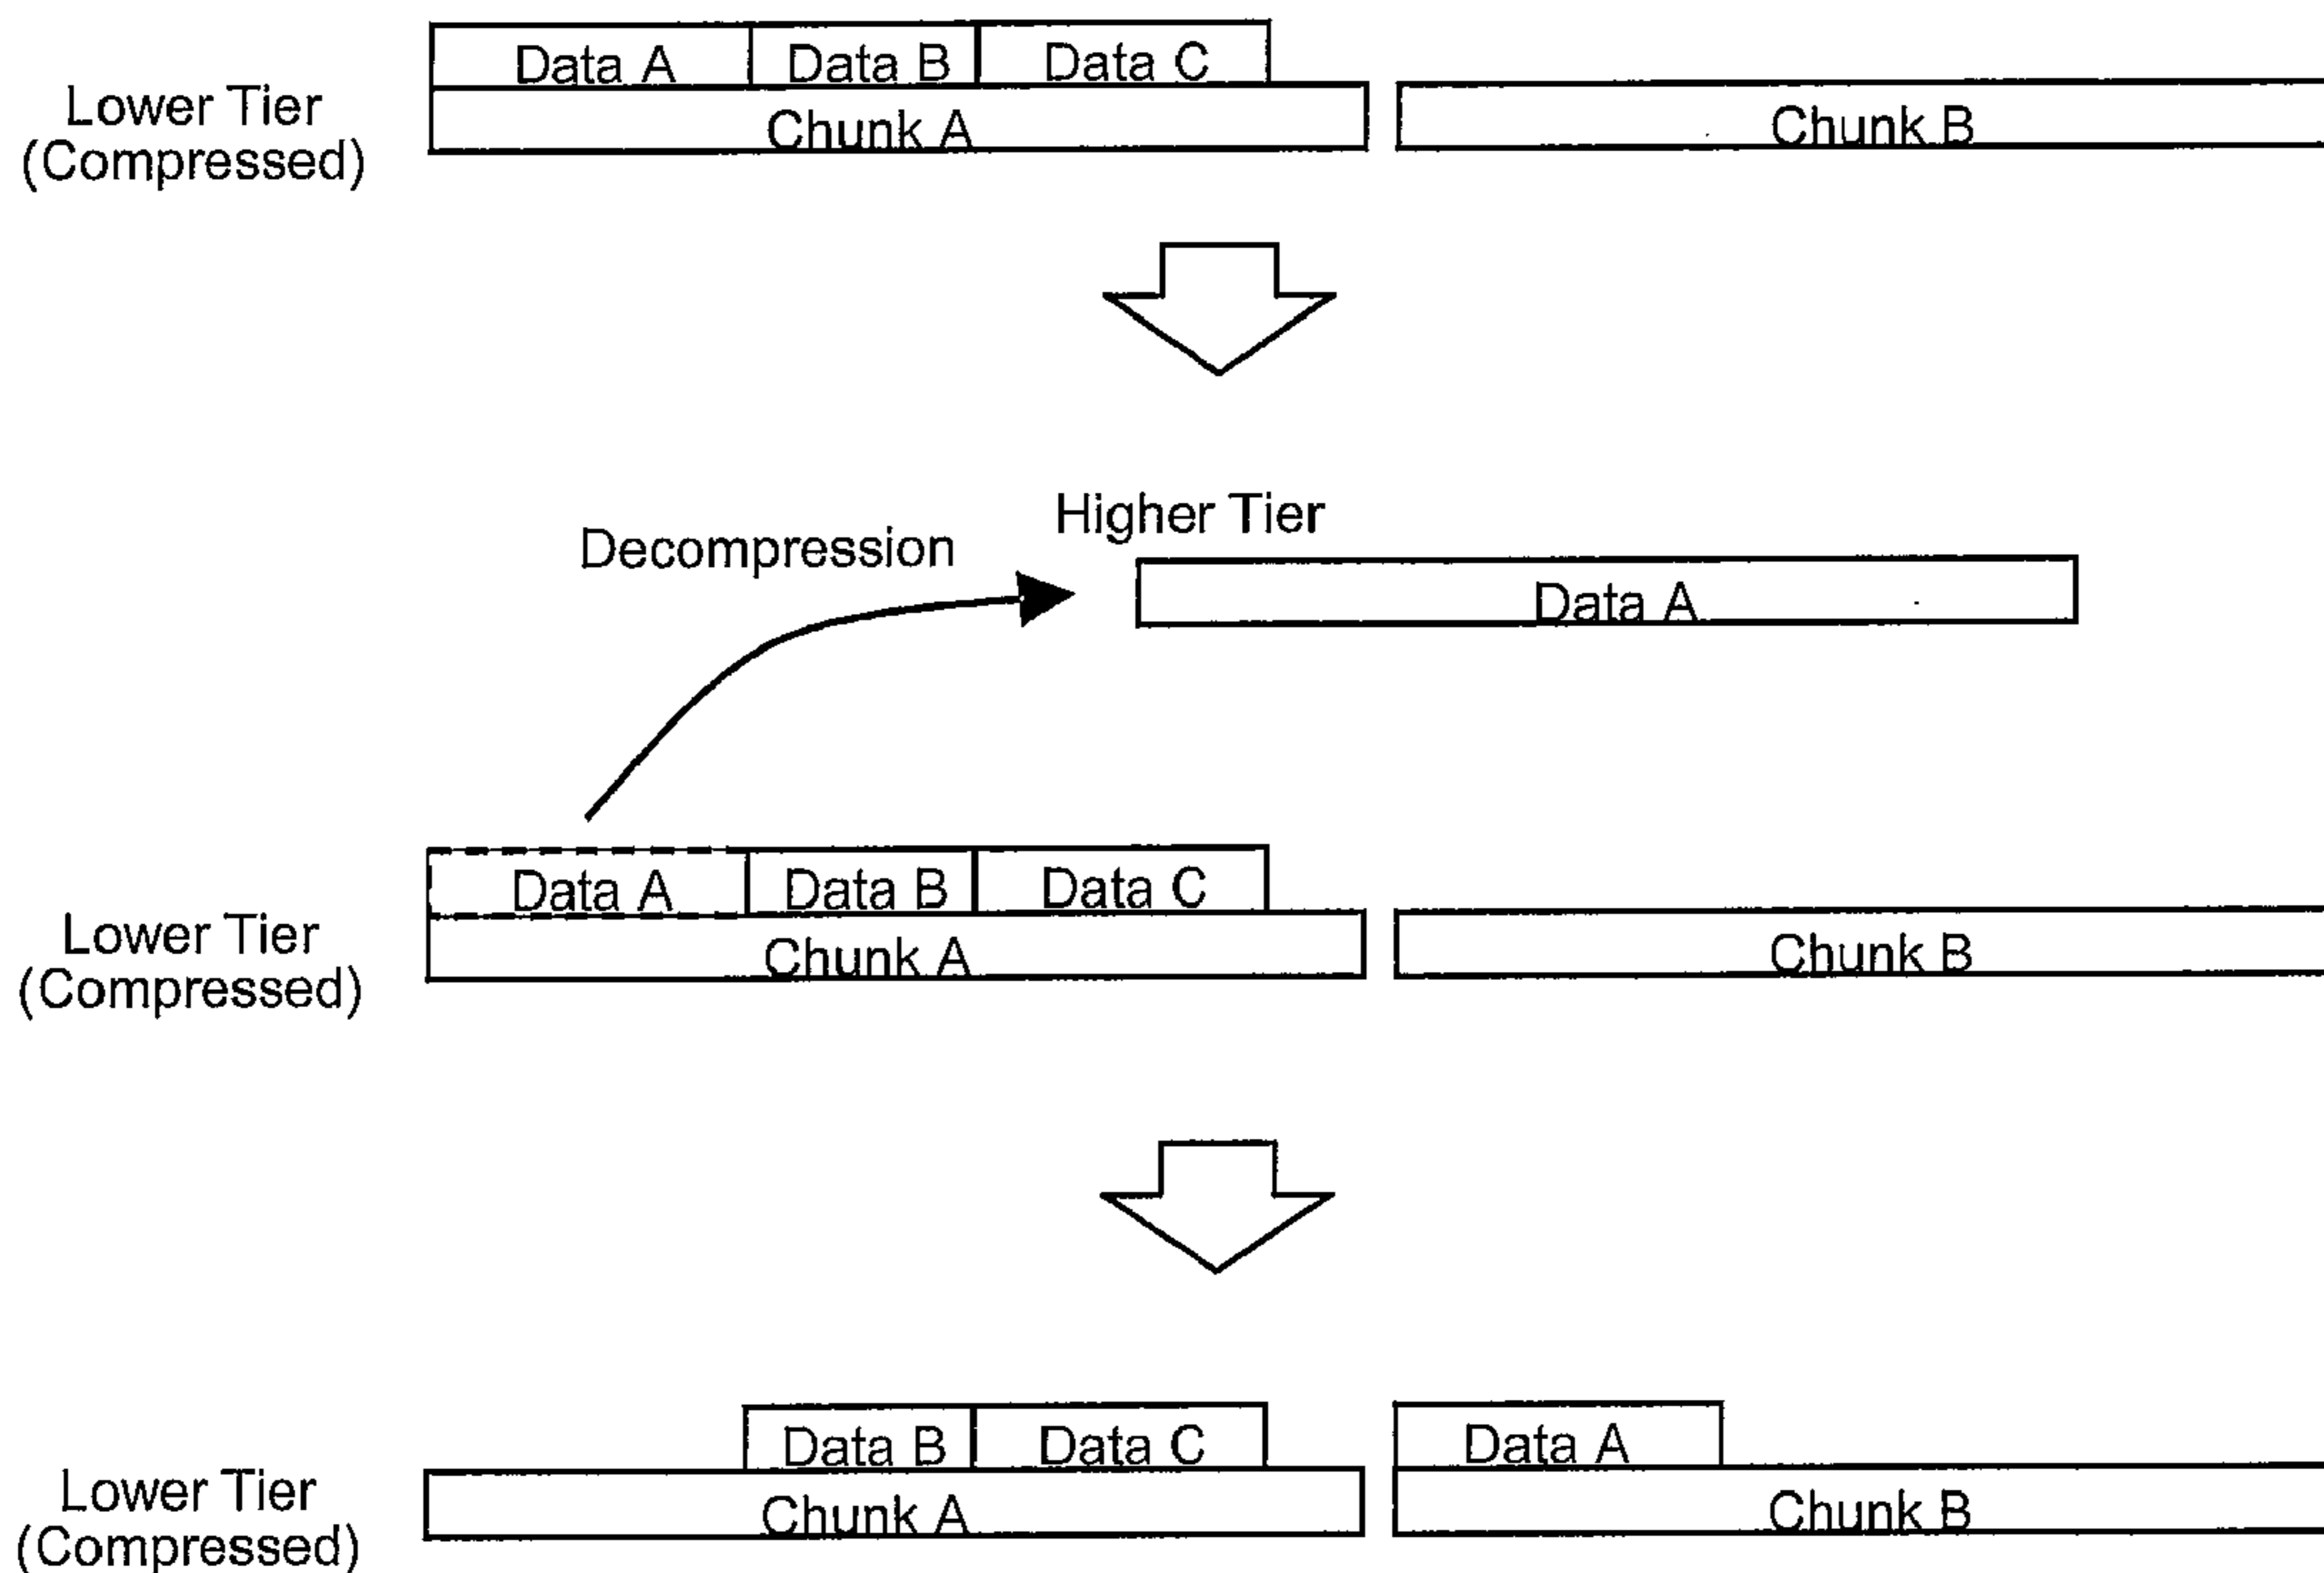 Data A Data B Data C
Lower Tier
(Compressed)
Chunk A Chunk B
Higher Tier
Decompression
Data A
Data A Data B Data C
Lower Tier
(Compressed)
Chunk A Chunk B
Data B Data C Data A
Lower Tier
(Compressed)
Chunk A Chunk B